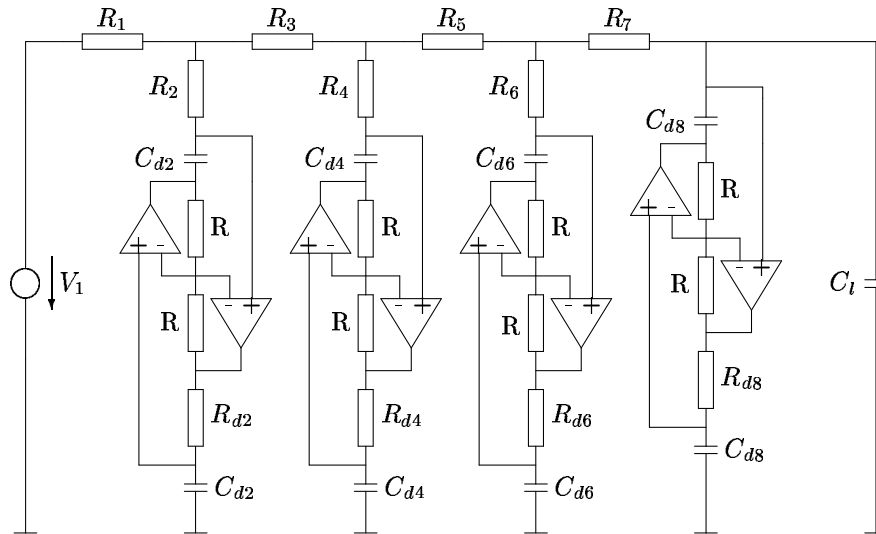 R1 R3 R5 R7
R2 R4 R6
Cd8
Cd2 Cd4 Cd6
R
R R R
+ - + - + - + -
- +
V1
R
Cl
- + - + - +
R R R
Rd8
Rd2 Rd4 Rd6
Cd8
Cd2 Cd4 Cd6